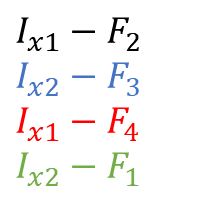 I_{x1} − F_2
I_{x2} − F_3
I_{x1} − F_4
I_{x2} − F_1